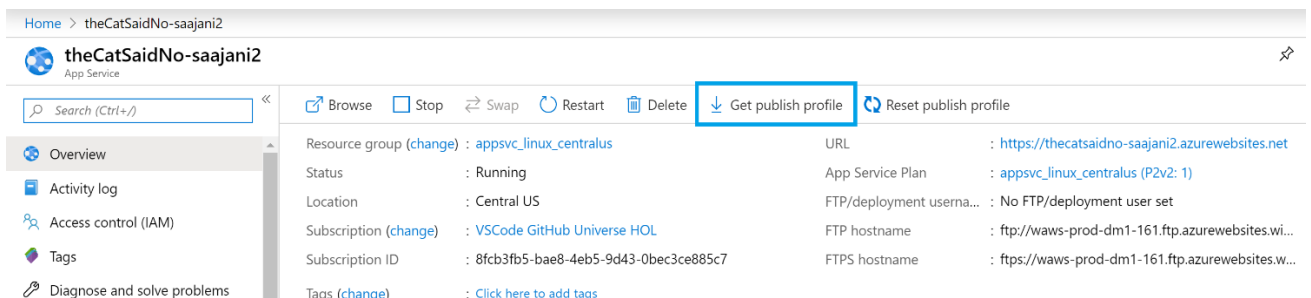 Home > theCatSaidNo-saajani2
theCatSaidNo-saajani2
App Service
Search (Ctrl+/)
«
Overview
Activity log
Access control (IAM)
Tags
Diagnose and solve problems
Browse Stop Swap Restart Delete Get publish profile Reset publish profile
Resource group (change) : appsvc_linux_centralus
Status : Running
Location : Central US
Subscription (change) : VSCode GitHub Universe HOL
Subscription ID : 8fcb3fb5-bae8-4eb5-9d43-0bec3ce885c7
Tags (change) : Click here to add tags
URL : https://thecatsaidno-saajani2.azurewebsites.net
App Service Plan : appsvc_linux_centralus (P2v2: 1)
FTP/deployment userna... : No FTP/deployment user set
FTP hostname : ftp://waws-prod-dm1-161.ftp.azurewebsites.wi...
FTPS hostname : ftps://waws-prod-dm1-161.ftp.azurewebsites.w...